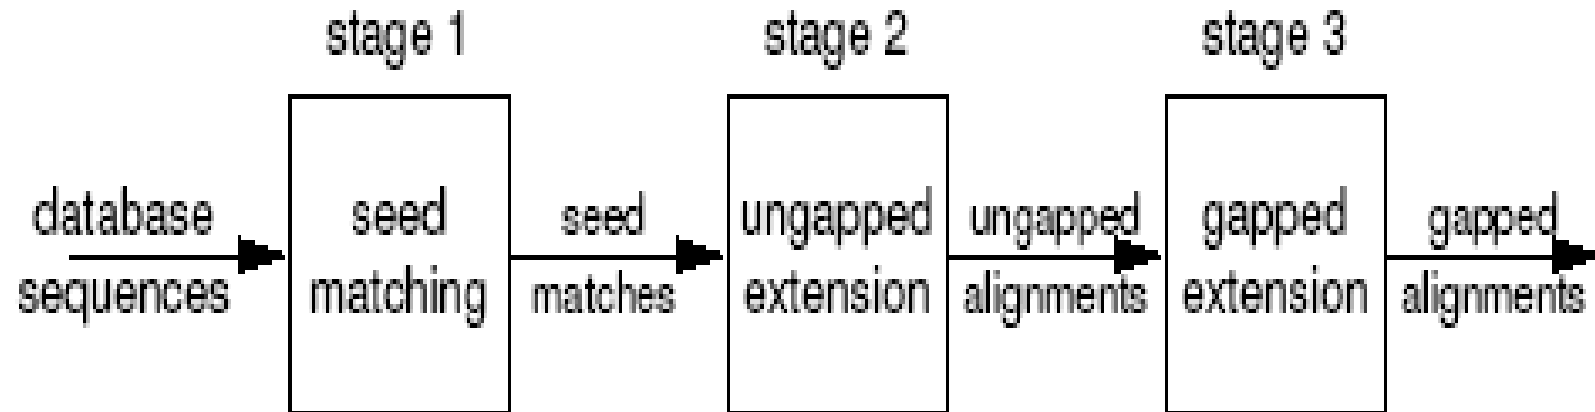 stage 1
stage 2
stage 3
database
sequences
seed
matching
seed
matches
ungapped
extension
ungapped
alignments
gapped
extension
gapped
alignments